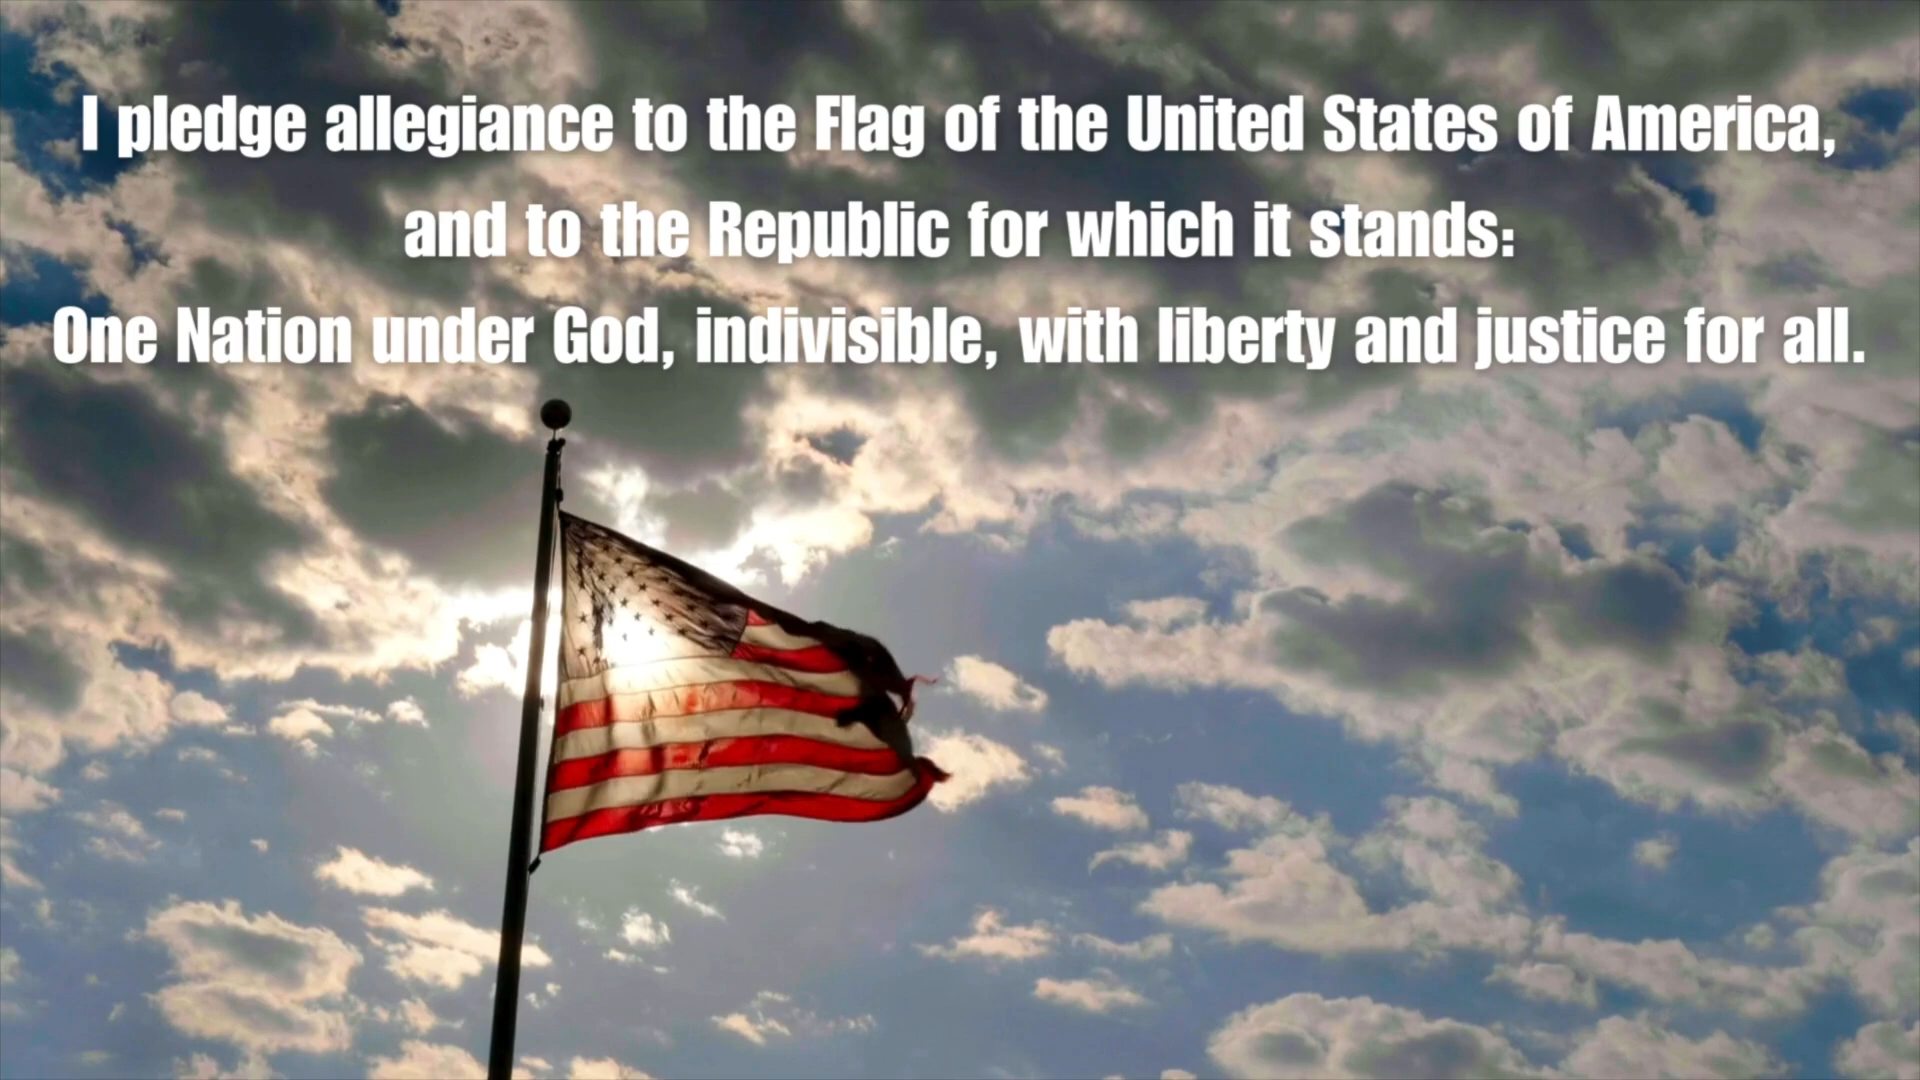 I pledge allegiance to the Flag of the United States of America,
and to the Republic for which it stands:
One Nation under God, indivisible, with liberty and justice for all.